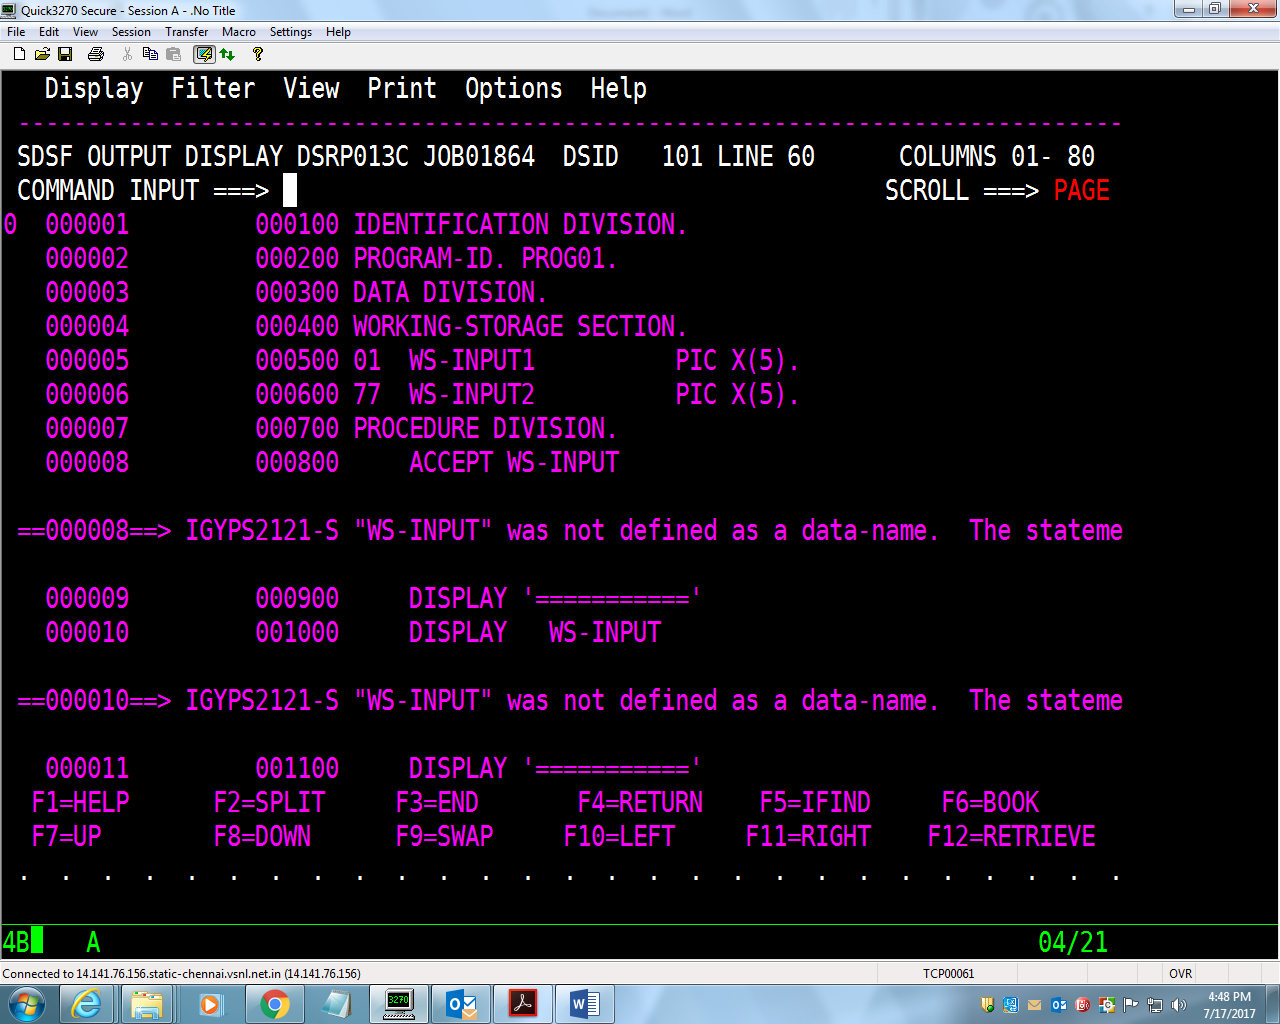 Quick3270 Secure - Session A - .No Title
File Edit View Session Transfer Macro Settings Help
Display Filter View Print Options Help
-------------------------------------------------------------------------------
SDSF OUTPUT DISPLAY DSRP013C JOB01864 DSID 101 LINE 60 COLUMNS 01- 80
COMMAND INPUT ===> SCROLL ===> PAGE
0 000001 000100 IDENTIFICATION DIVISION.
000002 000200 PROGRAM-ID. PROG01.
000003 000300 DATA DIVISION.
000004 000400 WORKING-STORAGE SECTION.
000005 000500 01 WS-INPUT1 PIC X(5).
000006 000600 77 WS-INPUT2 PIC X(5).
000007 000700 PROCEDURE DIVISION.
000008 000800 ACCEPT WS-INPUT
==000008==> IGYPS2121-S "WS-INPUT" was not defined as a data-name. The stateme
000009 000900 DISPLAY '==========='
000010 001000 DISPLAY WS-INPUT
==000010==> IGYPS2121-S "WS-INPUT" was not defined as a data-name. The stateme
000011 001100 DISPLAY '==========='
F1=HELP F2=SPLIT F3=END F4=RETURN F5=IFIND F6=BOOK
F7=UP F8=DOWN F9=SWAP F10=LEFT F11=RIGHT F12=RETRIEVE
. . . . . . . . . . . . . . . . . . . . . . . . . . .
4B A 04/21
Connected to 14.141.76.156.static-chennai.vsnl.net.in (14.141.76.156) TCP00061 OVR
3270
4:48 PM
7/17/2017